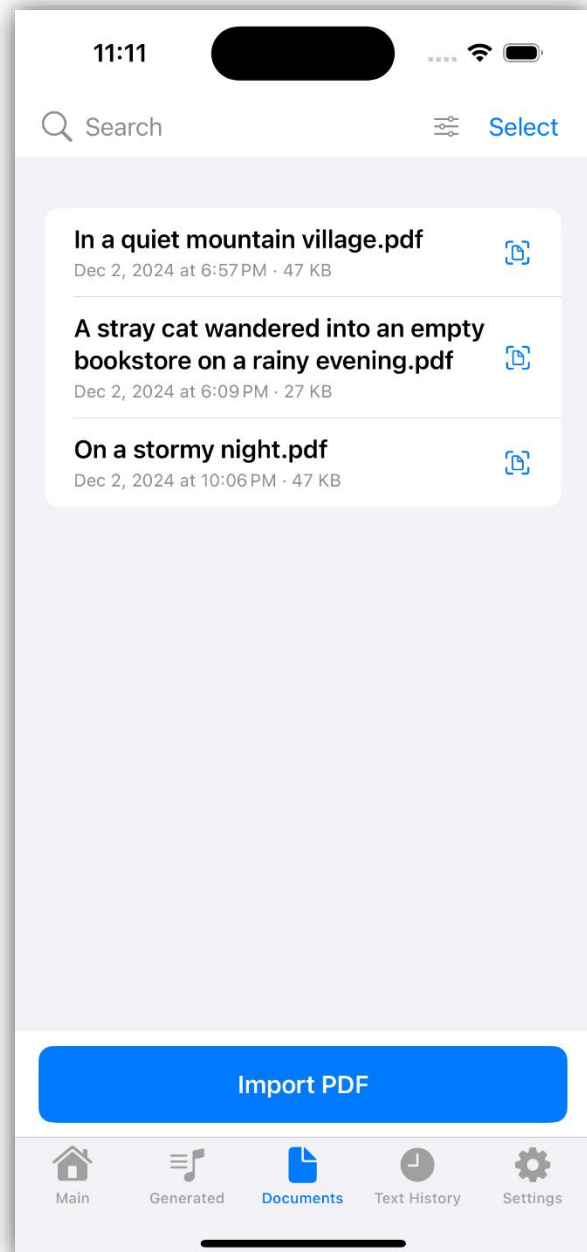 11:11
Search
Select
In a quiet mountain village.pdf
Dec 2, 2024 at 6:57 PM · 47 KB
A stray cat wandered into an empty
bookstore on a rainy evening.pdf
Dec 2, 2024 at 6:09 PM · 27 KB
On a stormy night.pdf
Dec 2, 2024 at 10:06 PM · 47 KB
Import PDF
Main
Generated
Documents
Text History
Settings